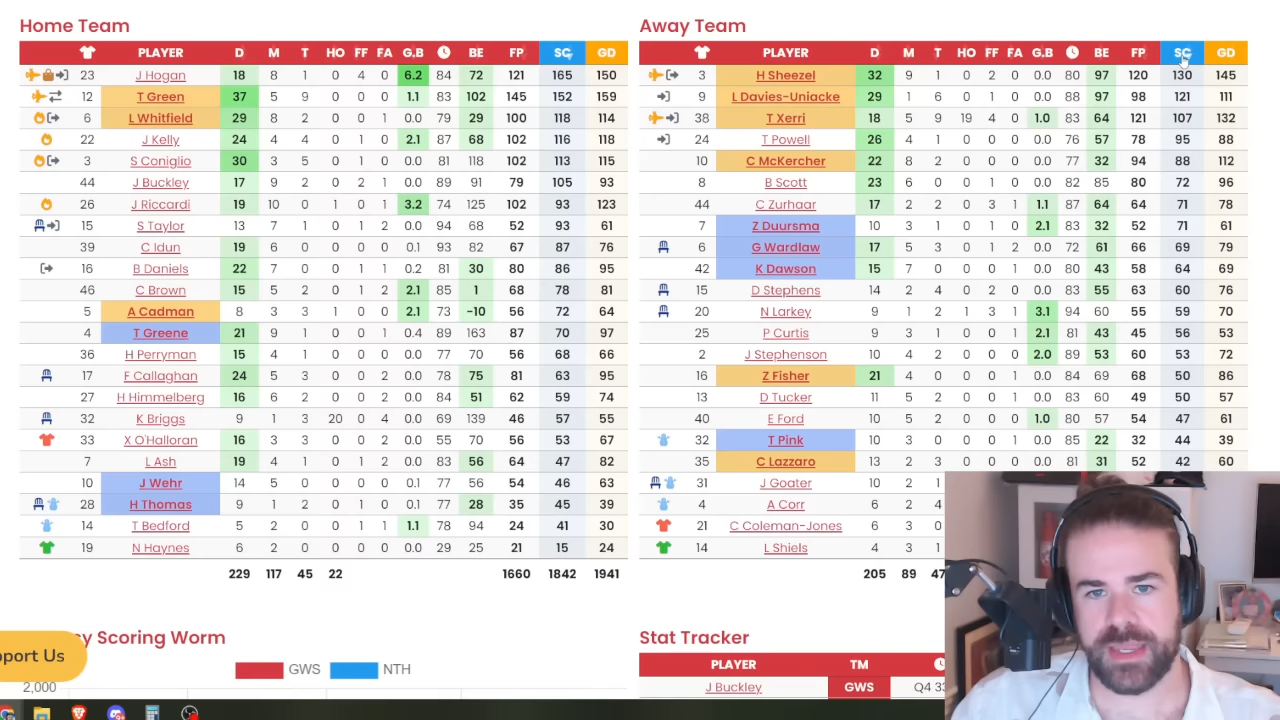 Home Team
PLAYER D M T HO FF FA G.B BE FP SC GD
23 J Hogan 18 8 1 0 4 0 6.2 84 72 121 165 150
12 T Green 37 5 9 0 0 0 1.1 83 102 145 152 159
6 L Whitfield 29 8 2 0 0 1 0.0 79 29 100 118 114
22 J Kelly 24 4 4 0 1 0 2.1 87 68 102 116 118
3 S Coniglio 30 3 5 0 1 0 0.0 81 118 102 113 115
44 J Buckley 17 9 2 0 2 1 0.0 89 91 79 105 93
26 J Riccardi 19 10 0 1 0 1 3.2 74 125 102 93 123
15 S Taylor 13 7 1 0 1 2 0.0 94 68 52 93 61
39 C Idun 19 6 0 0 0 0 0.1 93 82 67 87 76
16 B Daniels 22 7 0 0 1 1 0.2 81 30 80 86 95
46 C Brown 15 5 2 0 1 2 2.1 85 1 68 78 81
5 A Cadman 8 3 3 1 0 0 2.1 73 -10 56 72 64
4 T Greene 21 9 1 0 1 1 0.4 89 163 87 70 97
36 H Perryman 15 4 1 0 0 0 0.0 77 70 56 68 66
17 F Callaghan 24 5 3 0 0 2 0.0 78 75 81 63 95
27 H Himmelberg 16 6 2 0 0 2 0.0 84 51 62 59 74
32 K Briggs 9 1 3 20 0 4 0.0 69 139 46 57 55
33 X O'Halloran 16 3 3 0 0 2 0.0 55 70 56 53 67
7 L Ash 19 4 1 0 1 2 0.0 83 56 64 47 82
10 J Wehr 14 5 0 0 0 0 0.1 77 56 54 46 63
28 H Thomas 9 1 2 0 1 0 0.1 77 28 35 45 39
14 T Bedford 5 2 0 0 1 1 1.1 78 94 24 41 30
19 N Haynes 6 2 0 0 0 0 0.0 29 25 21 15 24
229 117 45 22 1660 1842 1941
Away Team
PLAYER D M T HO FF FA G.B BE FP SC GD
3 H Sheezel 32 9 1 0 2 0 0.0 80 97 120 130 145
9 L Davies-Uniacke 29 1 6 0 1 0 0.0 88 97 98 121 111
38 T Xerri 18 5 9 19 4 0 1.0 83 64 121 107 132
24 T Powell 26 4 1 0 1 0 0.0 76 57 78 95 88
10 C McKercher 22 8 2 0 0 1 0.0 77 32 94 88 112
8 B Scott 23 6 0 0 1 0 0.0 82 85 80 72 96
44 C Zurhaar 17 2 2 0 3 1 1.1 87 64 64 71 78
7 Z Duursma 10 3 1 0 1 0 2.1 83 32 52 71 61
6 G Wardlaw 17 5 3 0 1 2 0.0 72 61 66 69 79
42 K Dawson 15 7 0 0 0 1 0.0 80 43 58 64 69
15 D Stephens 14 2 4 0 2 0 0.0 83 55 63 60 76
20 N Larkey 9 1 2 1 3 1 3.1 94 60 55 59 70
25 P Curtis 9 3 1 0 0 1 2.1 81 43 45 56 53
2 J Stephenson 10 4 2 0 0 0 2.0 89 53 60 53 72
16 Z Fisher 21 4 0 0 0 1 0.0 84 69 68 50 86
13 D Tucker 11 5 2 0 0 1 0.0 83 60 49 50 57
40 E Ford 10 5 2 0 0 0 1.0 80 57 54 47 61
32 T Pink 10 3 0 0 0 1 0.0 85 22 32 44 39
35 C Lazzaro 13 2 3 0 0 0 0.0 81 31 52 42 60
31 J Goater 10 2 1
4 A Corr 6 2 4
21 C Coleman-Jones 6 3 0
14 L Shiels 4 3 1
205 89 47
Scoring Worm
GWS NTH
2,000
port Us
Stat Tracker
PLAYER TM
J Buckley GWS Q4